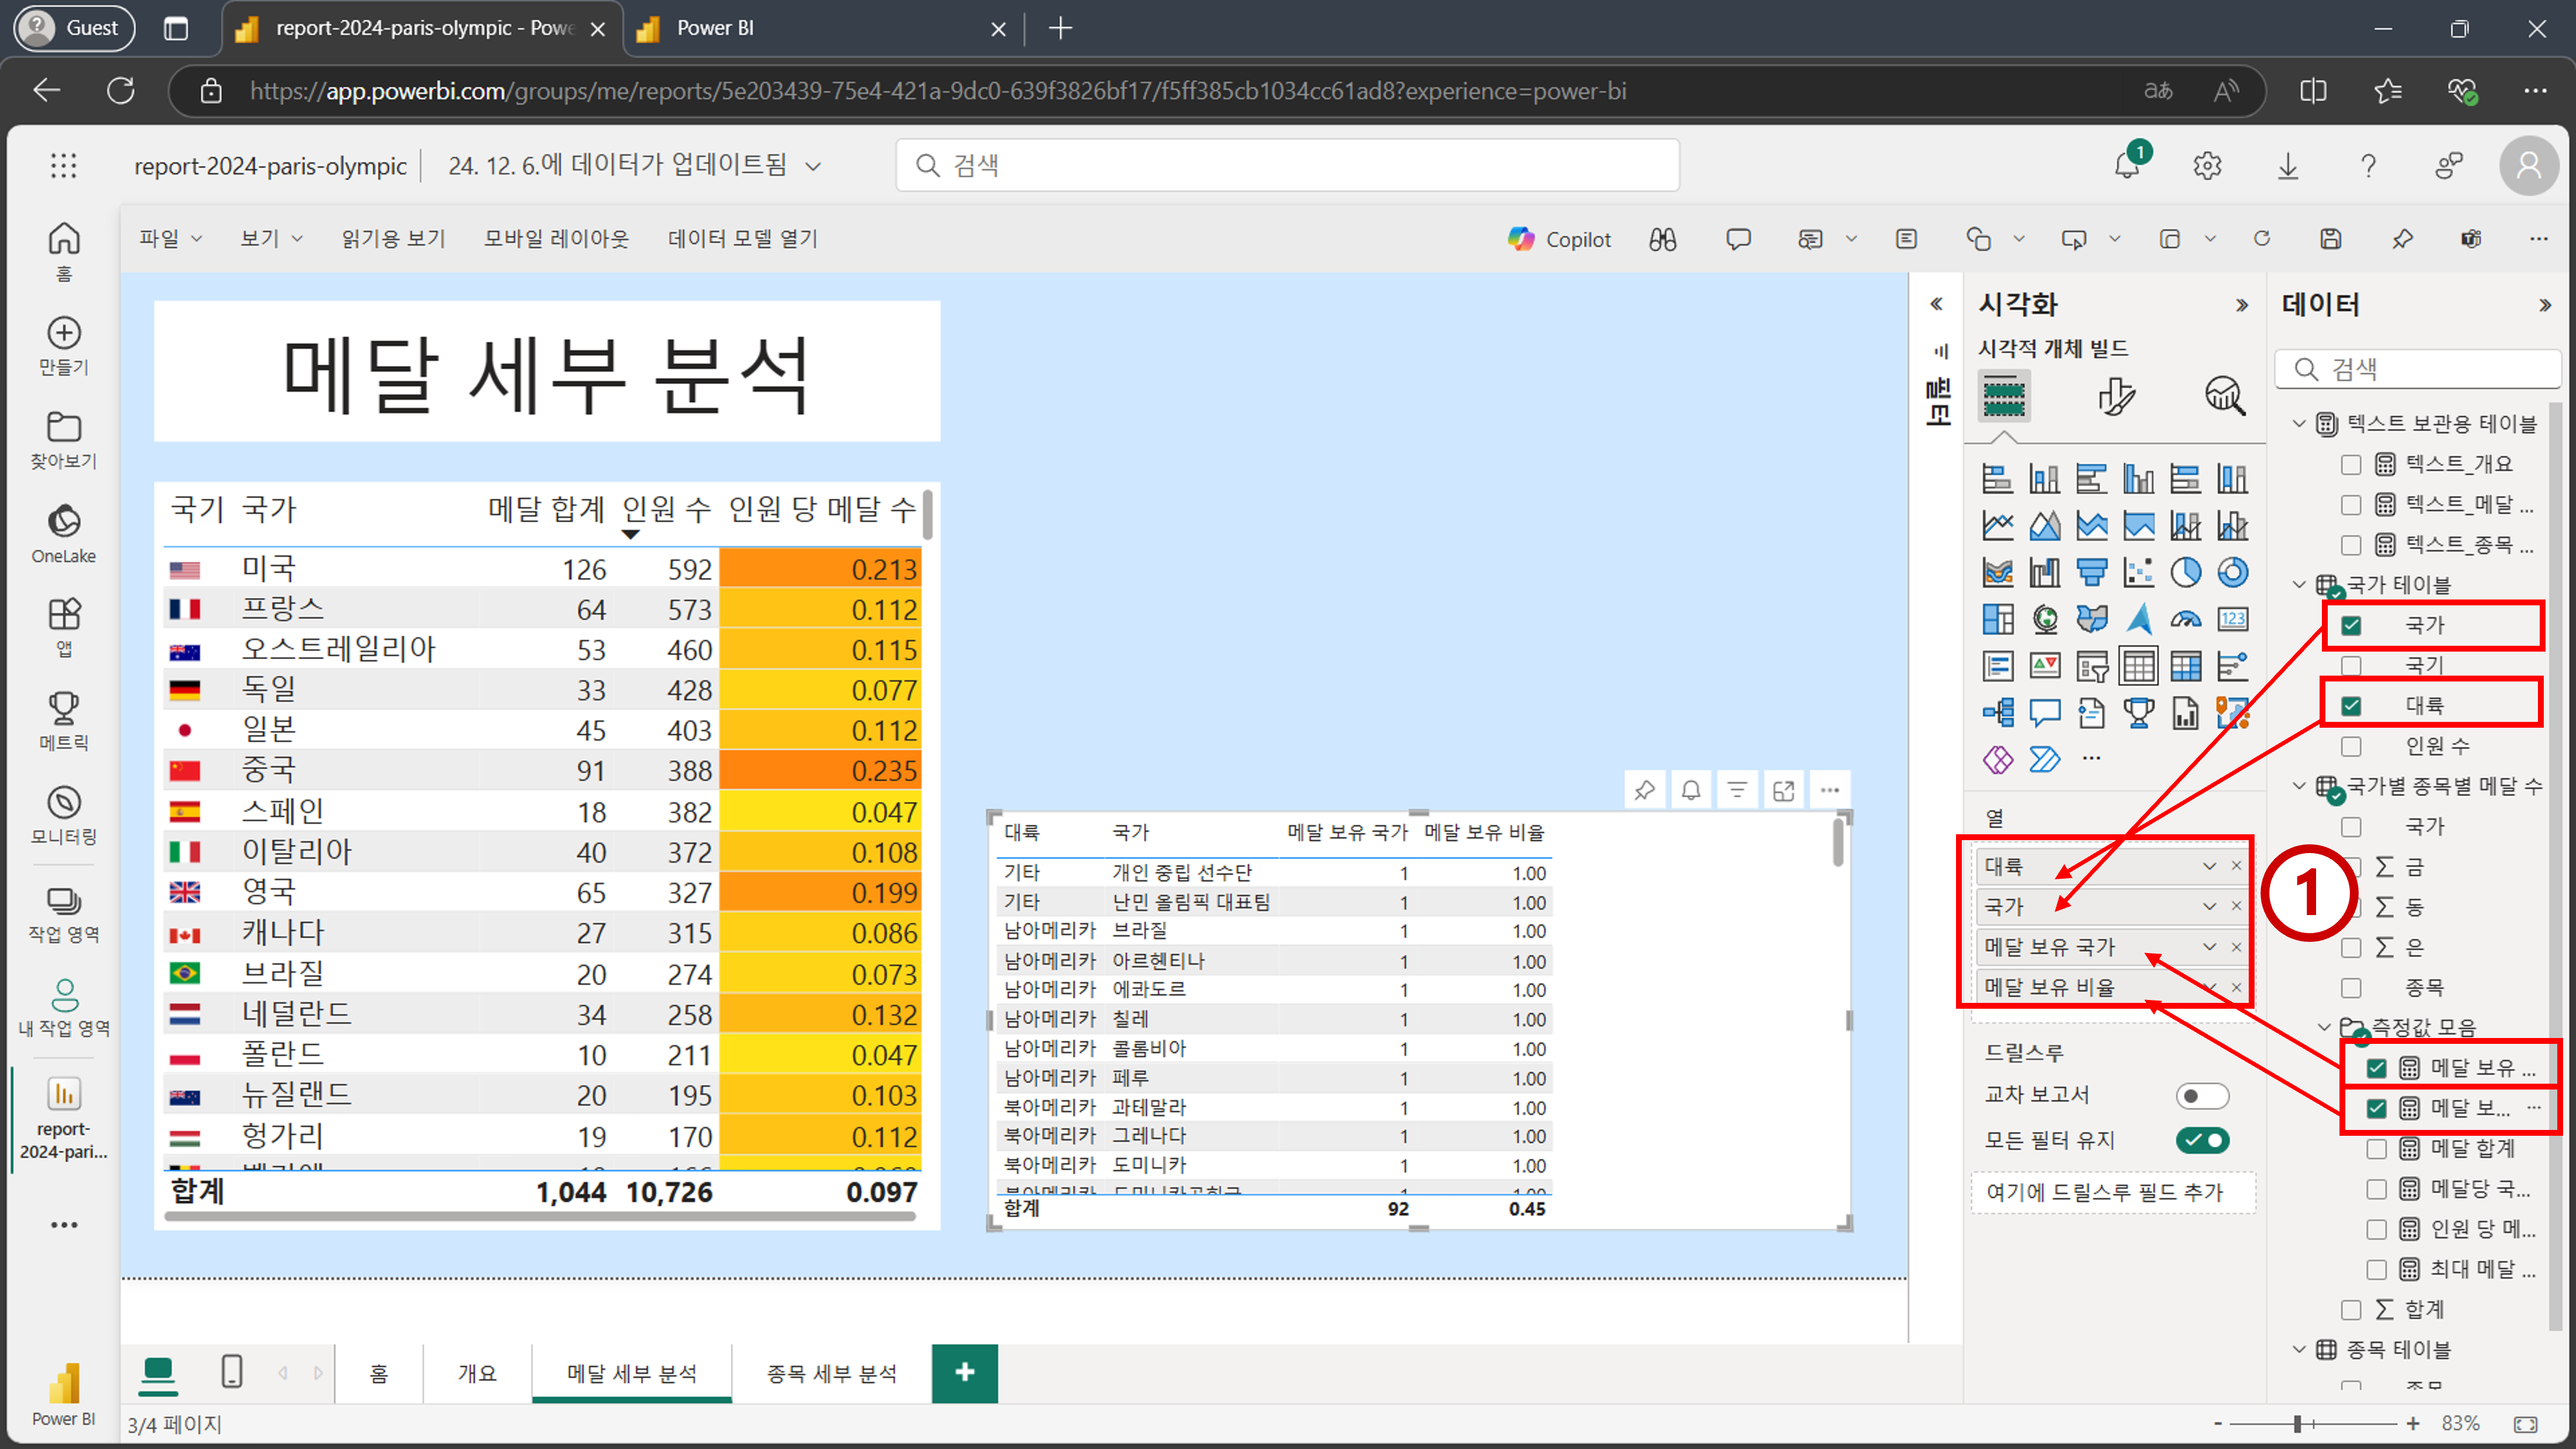 Guest
report-2024-paris-olympic - Powe
Power BI
https://app.powerbi.com/groups/me/reports/5e203439-75e4-421a-9dc0-639f3826bf17/f5ff385cb1034cc61ad8?experience=power-bi
report-2024-paris-olympic
24. 12. 6.에 데이터가 업데이트됨
검색
1
파일
보기
읽기용 보기
모바일 레이아웃
데이터 모델 열기
Copilot
홈
만들기
찾아보기
OneLake
앱
메트릭
모니터링
작업 영역
내 작업 영역
report-
2024-pari...
Power BI
메달 세부 분석
국기 국가 메달 합계 인원 수 인원 당 메달 수
미국 126 592 0.213
프랑스 64 573 0.112
오스트레일리아 53 460 0.115
독일 33 428 0.077
일본 45 403 0.112
중국 91 388 0.235
스페인 18 382 0.047
이탈리아 40 372 0.108
영국 65 327 0.199
캐나다 27 315 0.086
브라질 20 274 0.073
네덜란드 34 258 0.132
폴란드 10 211 0.047
뉴질랜드 20 195 0.103
헝가리 19 170 0.112
합계 1,044 10,726 0.097
대륙 국가 메달 보유 국가 메달 보유 비율
기타 개인 중립 선수단 1 1.00
기타 난민 올림픽 대표팀 1 1.00
남아메리카 브라질 1 1.00
남아메리카 아르헨티나 1 1.00
남아메리카 에콰도르 1 1.00
남아메리카 칠레 1 1.00
남아메리카 콜롬비아 1 1.00
남아메리카 페루 1 1.00
북아메리카 과테말라 1 1.00
북아메리카 그레나다 1 1.00
북아메리카 도미니카 1 1.00
북아메리카 도미니카공화국 1 1.00
합계 92 0.45
필터
시각화
시각적 개체 빌드
123
열
대륙
국가
메달 보유 국가
메달 보유 비율
1
드릴스루
교차 보고서
모든 필터 유지
여기에 드릴스루 필드 추가
데이터
검색
텍스트 보관용 테이블
텍스트_개요
텍스트_메달 ...
텍스트_종목 ...
국가 테이블
국가
국기
대륙
인원 수
국가별 종목별 메달 수
국가
금
동
은
종목
측정값 모음
메달 보유 ...
메달 보... ...
메달 합계
메달당 국...
인원 당 메...
최대 메달 ...
합계
종목 테이블
종목
홈
개요
메달 세부 분석
종목 세부 분석
3/4 페이지
- + 83%